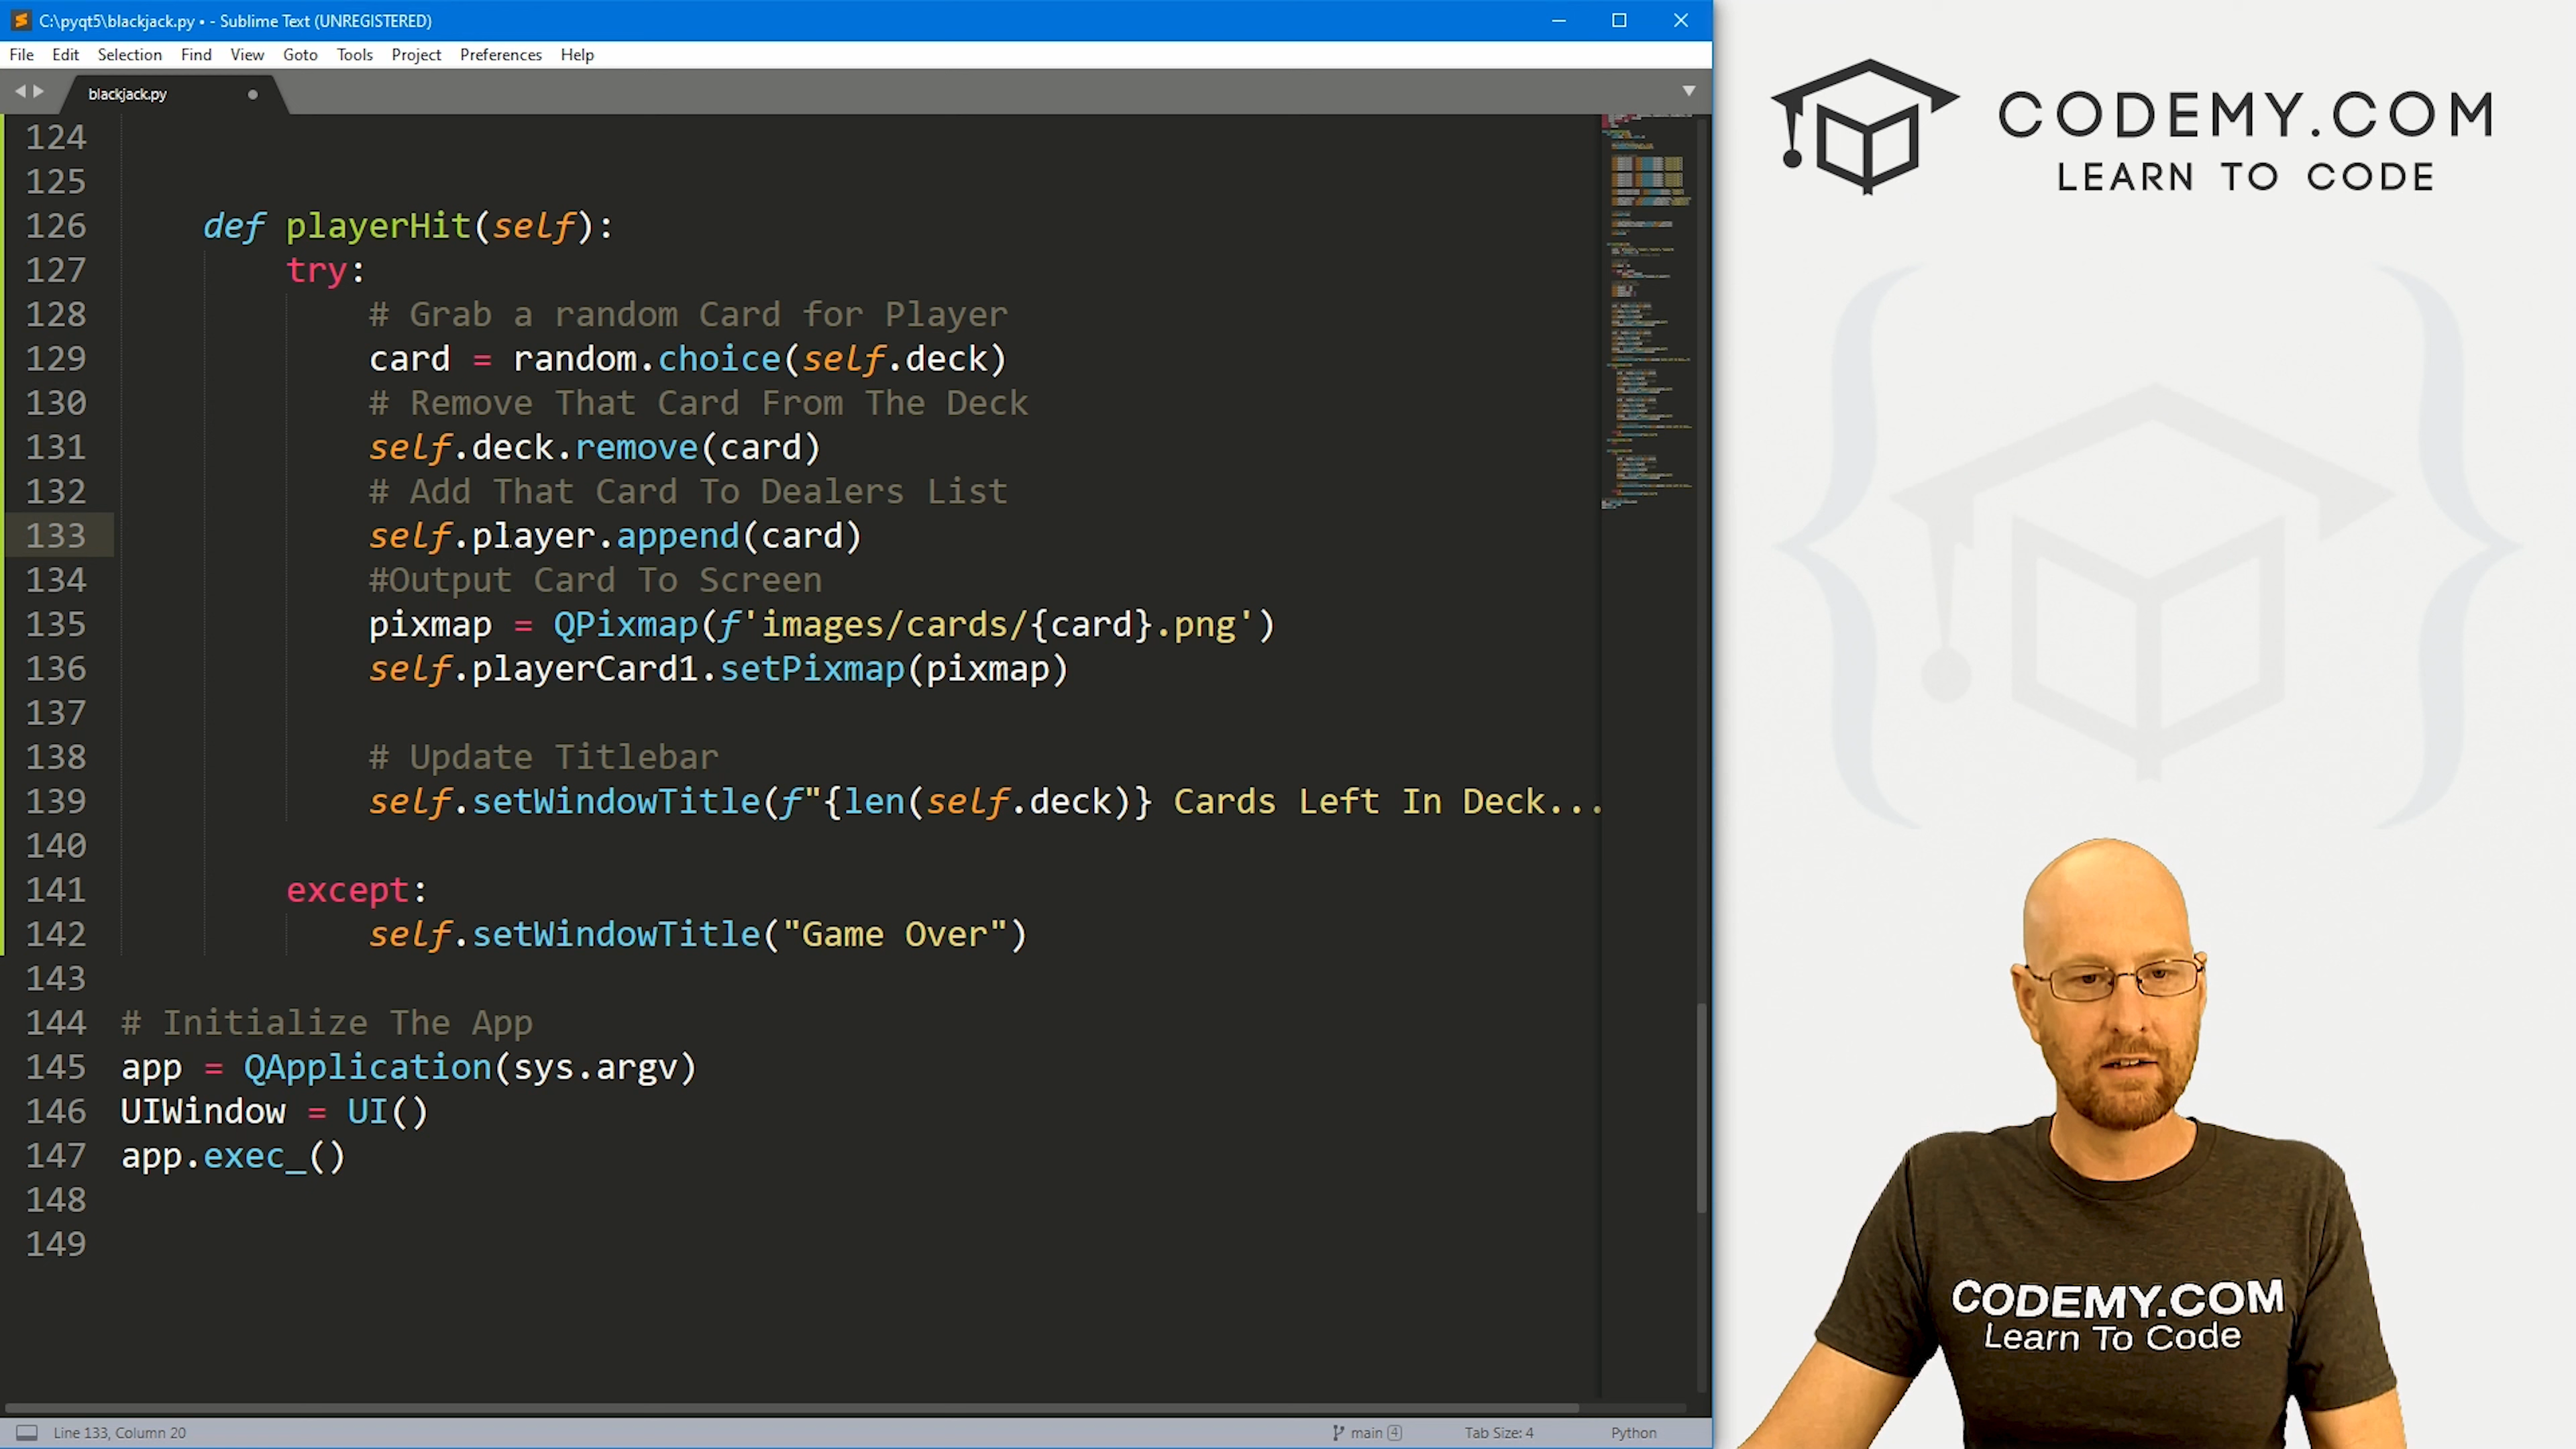 C:\pyqt5\blackjack.py • - Sublime Text (UNREGISTERED)
File Edit Selection Find View Goto Tools Project Preferences Help
blackjack.py
124
125
126 def playerHit(self):
127 try:
128 # Grab a random Card for Player
129 card = random.choice(self.deck)
130 # Remove That Card From The Deck
131 self.deck.remove(card)
132 # Add That Card To Dealers List
133 self.player.append(card)
134 #Output Card To Screen
135 pixmap = QPixmap(f'images/cards/{card}.png')
136 self.playerCard1.setPixmap(pixmap)
137
138 # Update Titlebar
139 self.setWindowTitle(f"{len(self.deck)} Cards Left In Deck...
140
141 except:
142 self.setWindowTitle("Game Over")
143
144 # Initialize The App
145 app = QApplication(sys.argv)
146 UIWindow = UI()
147 app.exec_()
148
149
Line 133, Column 20 main 4 Tab Size: 4 Python
CODEMY.COM
LEARN TO CODE
CODEMY.COM
Learn To Code